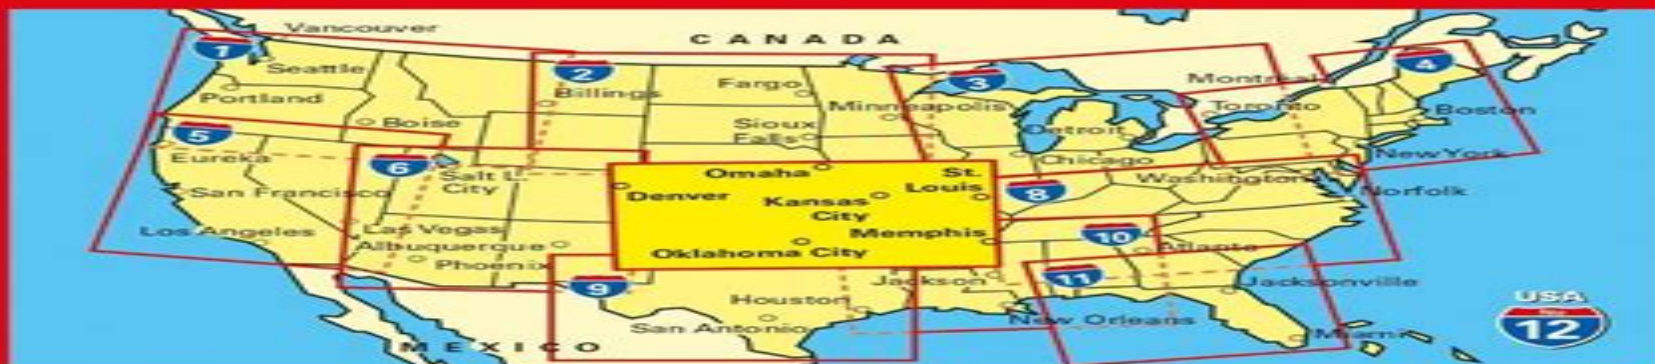 Vancouver
CANADA
1
2
3
4
Seattle
Billings
Fargo
Montreal
Portland
Minneapolis
Toronto
Boston
Boise
Sioux
Falls
Detroit
5
Eureka
6
Salt L.
City
Chicago
New York
Omaha
St.
Louis
Washington
San Francisco
Denver
Kansas
City
8
Norfolk
Los Angeles
Las Vegas
Memphis
10
Albuquerque
Atlanta
Phoenix
Oklahoma City
9
Jackson
11
Jacksonville
Houston
San Antonio
New Orleans
Miami
MEXICO
USA
No
12